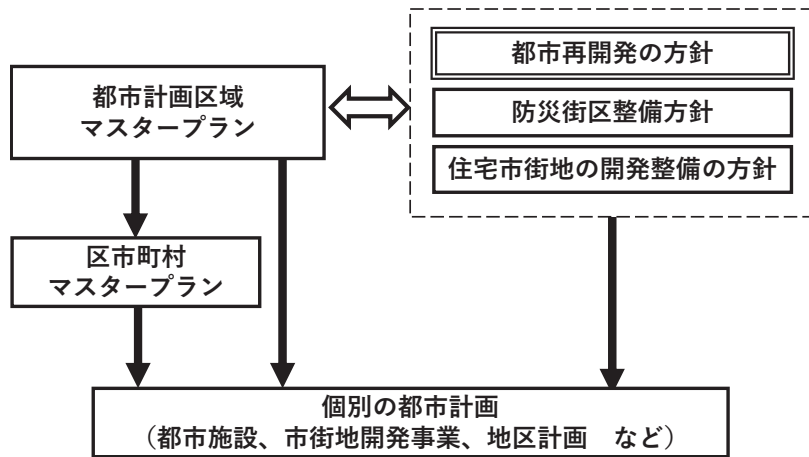 都市再開発の方針
都市計画区域
マスタープラン
防災街区整備方針
住宅市街地の開発整備の方針
区市町村
マスタープラン
個別の都市計画
（都市施設、市街地開発事業、地区計画　など）